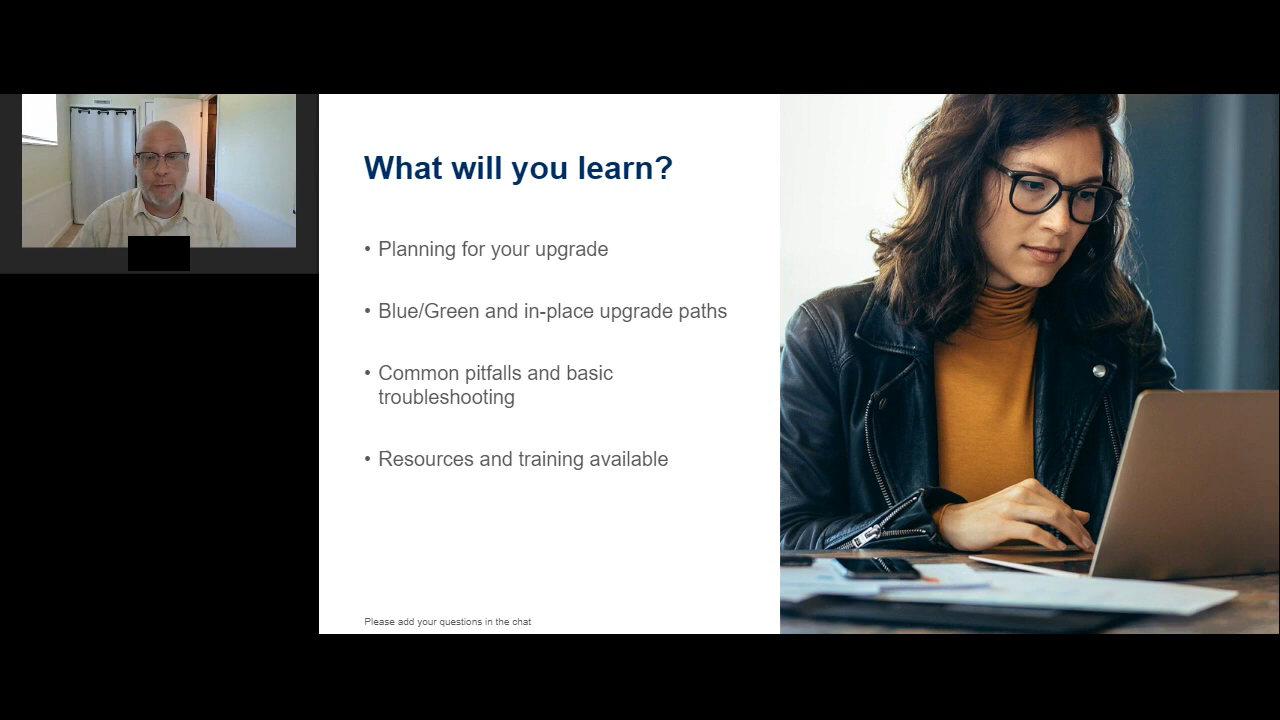 What will you learn?
• Planning for your upgrade
• Blue/Green and in-place upgrade paths
• Common pitfalls and basic
troubleshooting
• Resources and training available
Please add your questions in the chat